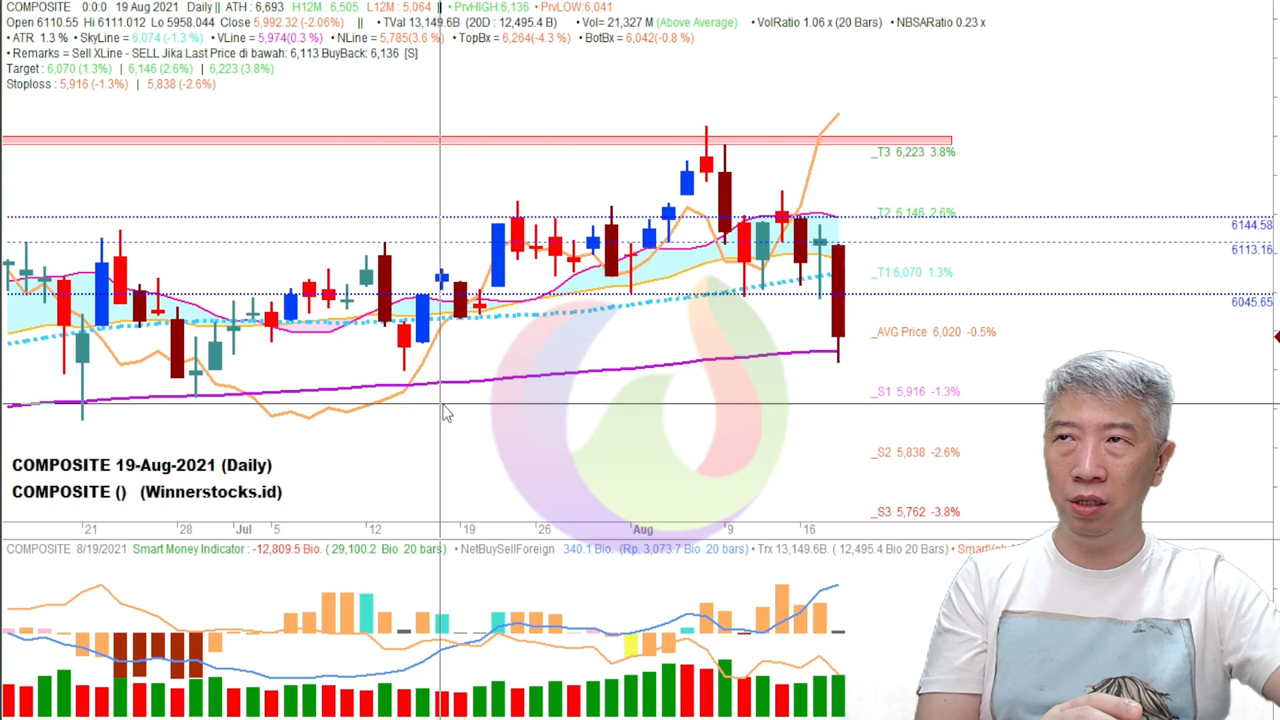 COMPOSITE 0:0:0 19 Aug 2021 Daily || ATH : 6,693 H12M : 6,505 L12M : 5,064 || • PrvHIGH:6,136 • PrvLOW:6,041
Open 6110.55 Hi 6111.012 Lo 5958.044 Close 5,992.32 (-2.06%) || • TVal 13,149.6B (20D : 12,495.4 B) • Vol= 21,327 M (Above Average) • VolRatio 1.06 x (20 Bars) • NBSARatio 0.23 x
• ATR 1.3 % • SkyLine = 6,074 (-1.3 %) • VLine = 5,974(0.3 %) • NLine = 5,785(3.6 %) • TopBx = 6,264(-4.3 %) • BotBx = 6,042(-0.8 %)
• Remarks = Sell XLine - SELL Jika Last Price di bawah: 6,113 BuyBack: 6,136 [S]
Target : 6,070 (1.3%) | 6,146 (2.6%) | 6,223 (3.8%)
Stoploss : 5,916 (-1.3%) | 5,838 (-2.6%)
_T3 6,223 3.8%
_T2 6,146 2.6%
6144.58
6113.16
_T1 6,070 1.3%
6045.65
_AVG Price 6,020 -0.5%
_S1 5,916 -1.3%
_S2 5,838 -2.6%
_S3 5,762 -3.8%
COMPOSITE 19-Aug-2021 (Daily)
COMPOSITE () (Winnerstocks.id)
21 28 Jul 5 12 19 26 Aug 9 16
COMPOSITE 8/19/2021 Smart Money Indicator : -12,809.5 Bio. ( 29,100.2 Bio 20 bars) • NetBuySellForeign 340.1 Bio. (Rp. 3,073.7 Bio 20 bars) • Trx 13,149.6B. ( 12,495.4 Bio 20 Bars)